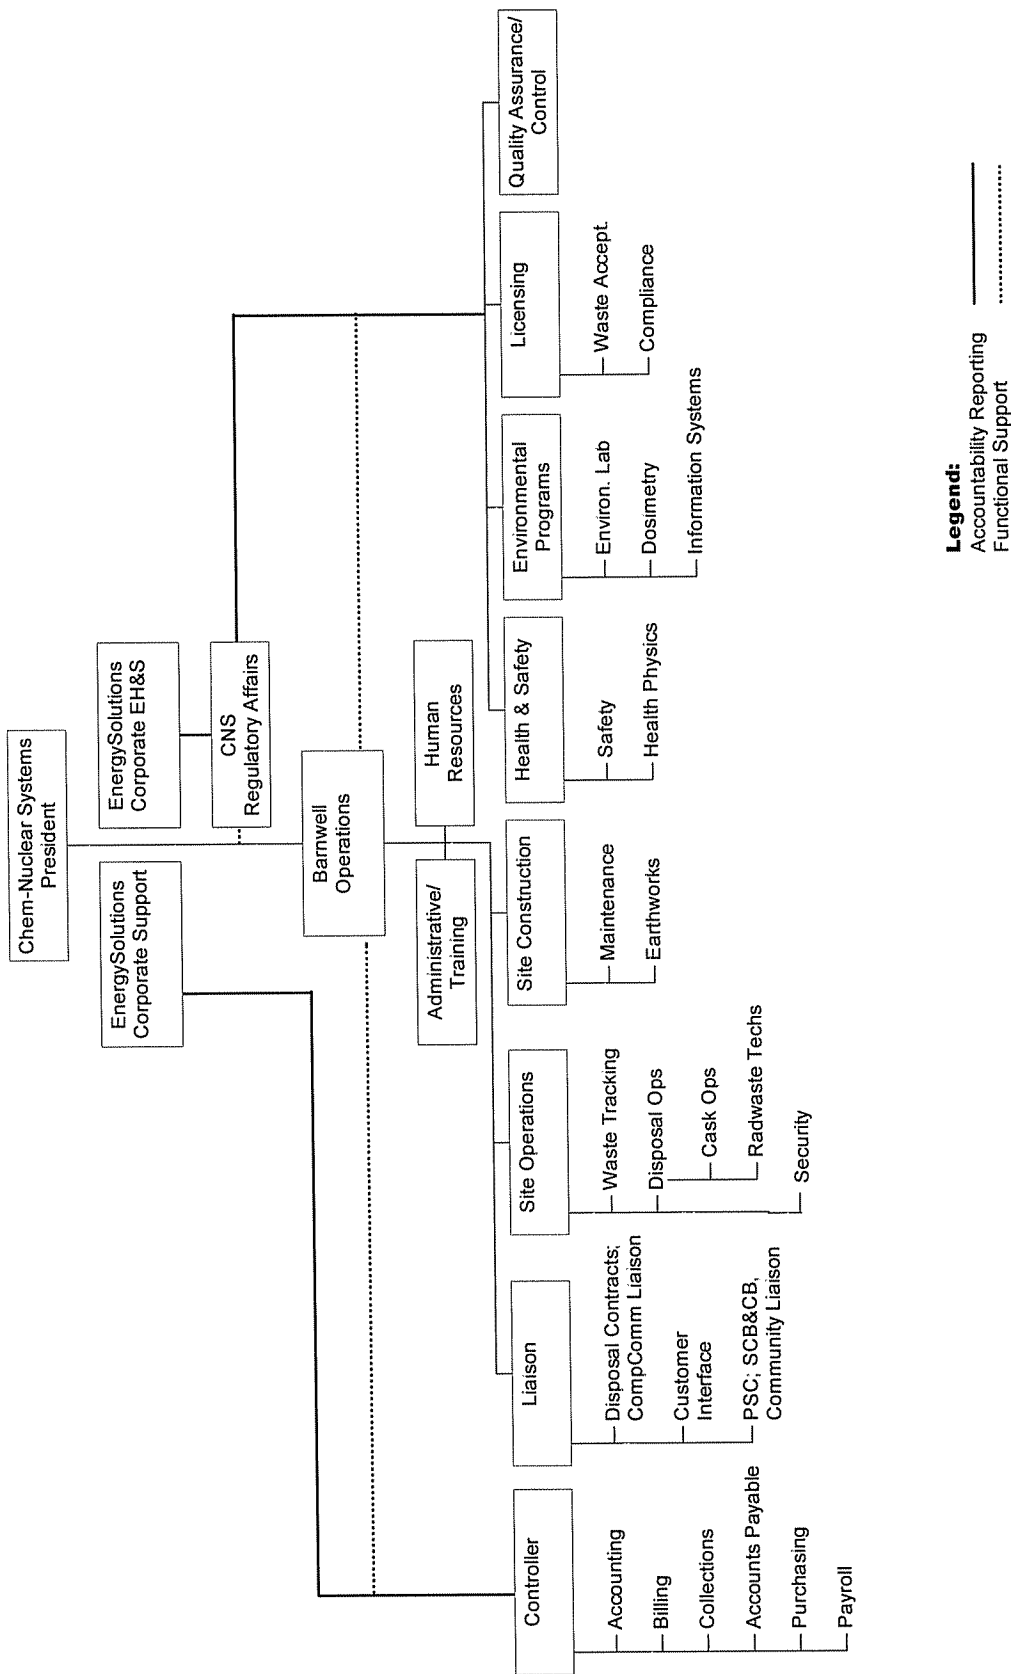 Chem-Nuclear Systems
President
EnergySolutions
Corporate Support
EnergySolutions
Corporate EH&S
CNS
Regulatory Affairs
Barnwell
Operations
Administrative/
Training
Human
Resources
Controller
Accounting
Billing
Collections
Accounts Payable
Purchasing
Payroll
Liaison
Disposal Contracts;
CompComm Liaison
Customer
Interface
PSC; SCB&CB,
Community Liaison
Site Operations
Waste Tracking
Disposal Ops
Cask Ops
Radwaste Techs
Security
Site Construction
Maintenance
Earthworks
Health & Safety
Safety
Health Physics
Environmental
Programs
Environ. Lab
Dosimetry
Information Systems
Licensing
Waste Accept.
Compliance
Quality Assurance/
Control
Legend:
Accountability Reporting
Functional Support